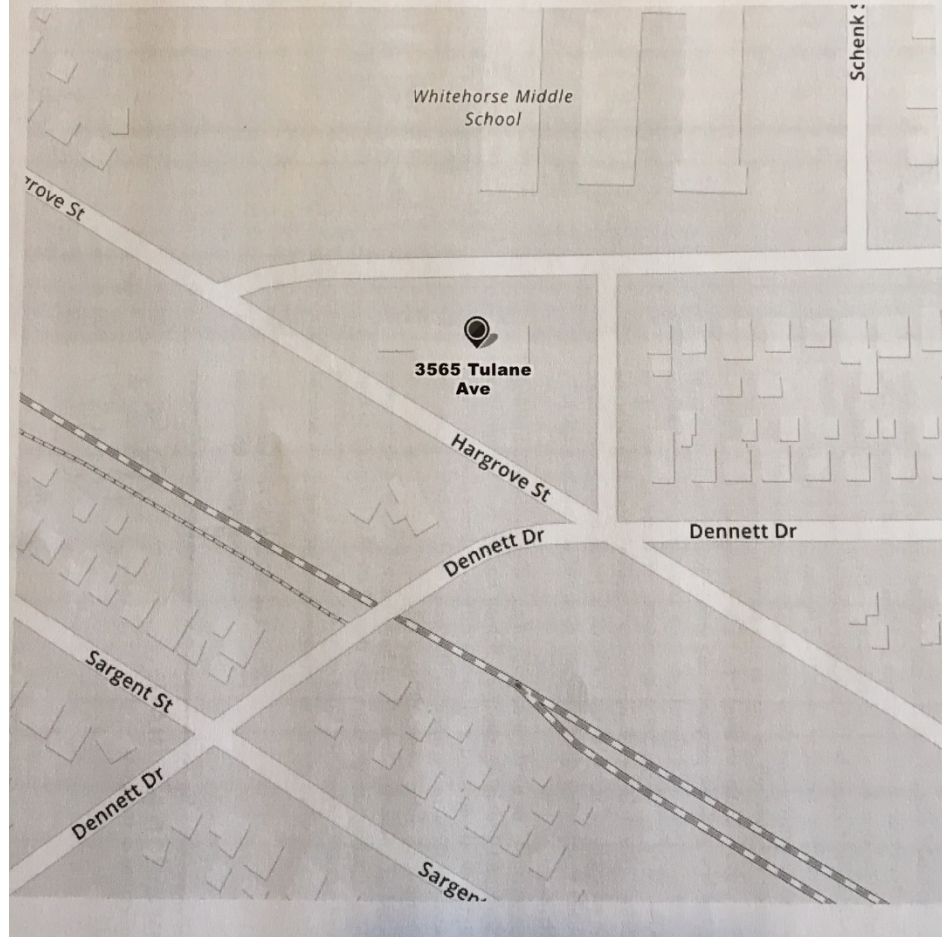 Schenk S
Whitehorse Middle
School
grove St
3565 Tulane
Ave
Hargrove St
Dennett Dr
Dennett Dr
Sargent St
Dennett Dr
Sargen